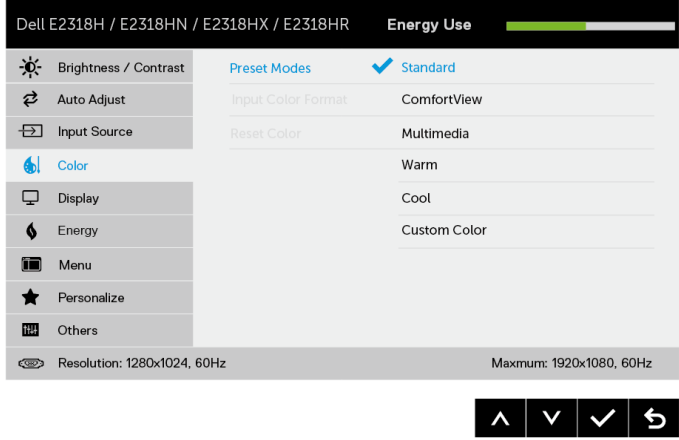 Dell E2318H / E2318HN / E2318HX / E2318HR Energy Use
Brightness / Contrast Preset Modes Standard
Auto Adjust Input Color Format ComfortView
Input Source Reset Color Multimedia
Color Warm
Display Cool
Energy Custom Color
Menu
Personalize
Others
Resolution: 1280x1024, 60Hz Maxmum: 1920x1080, 60Hz